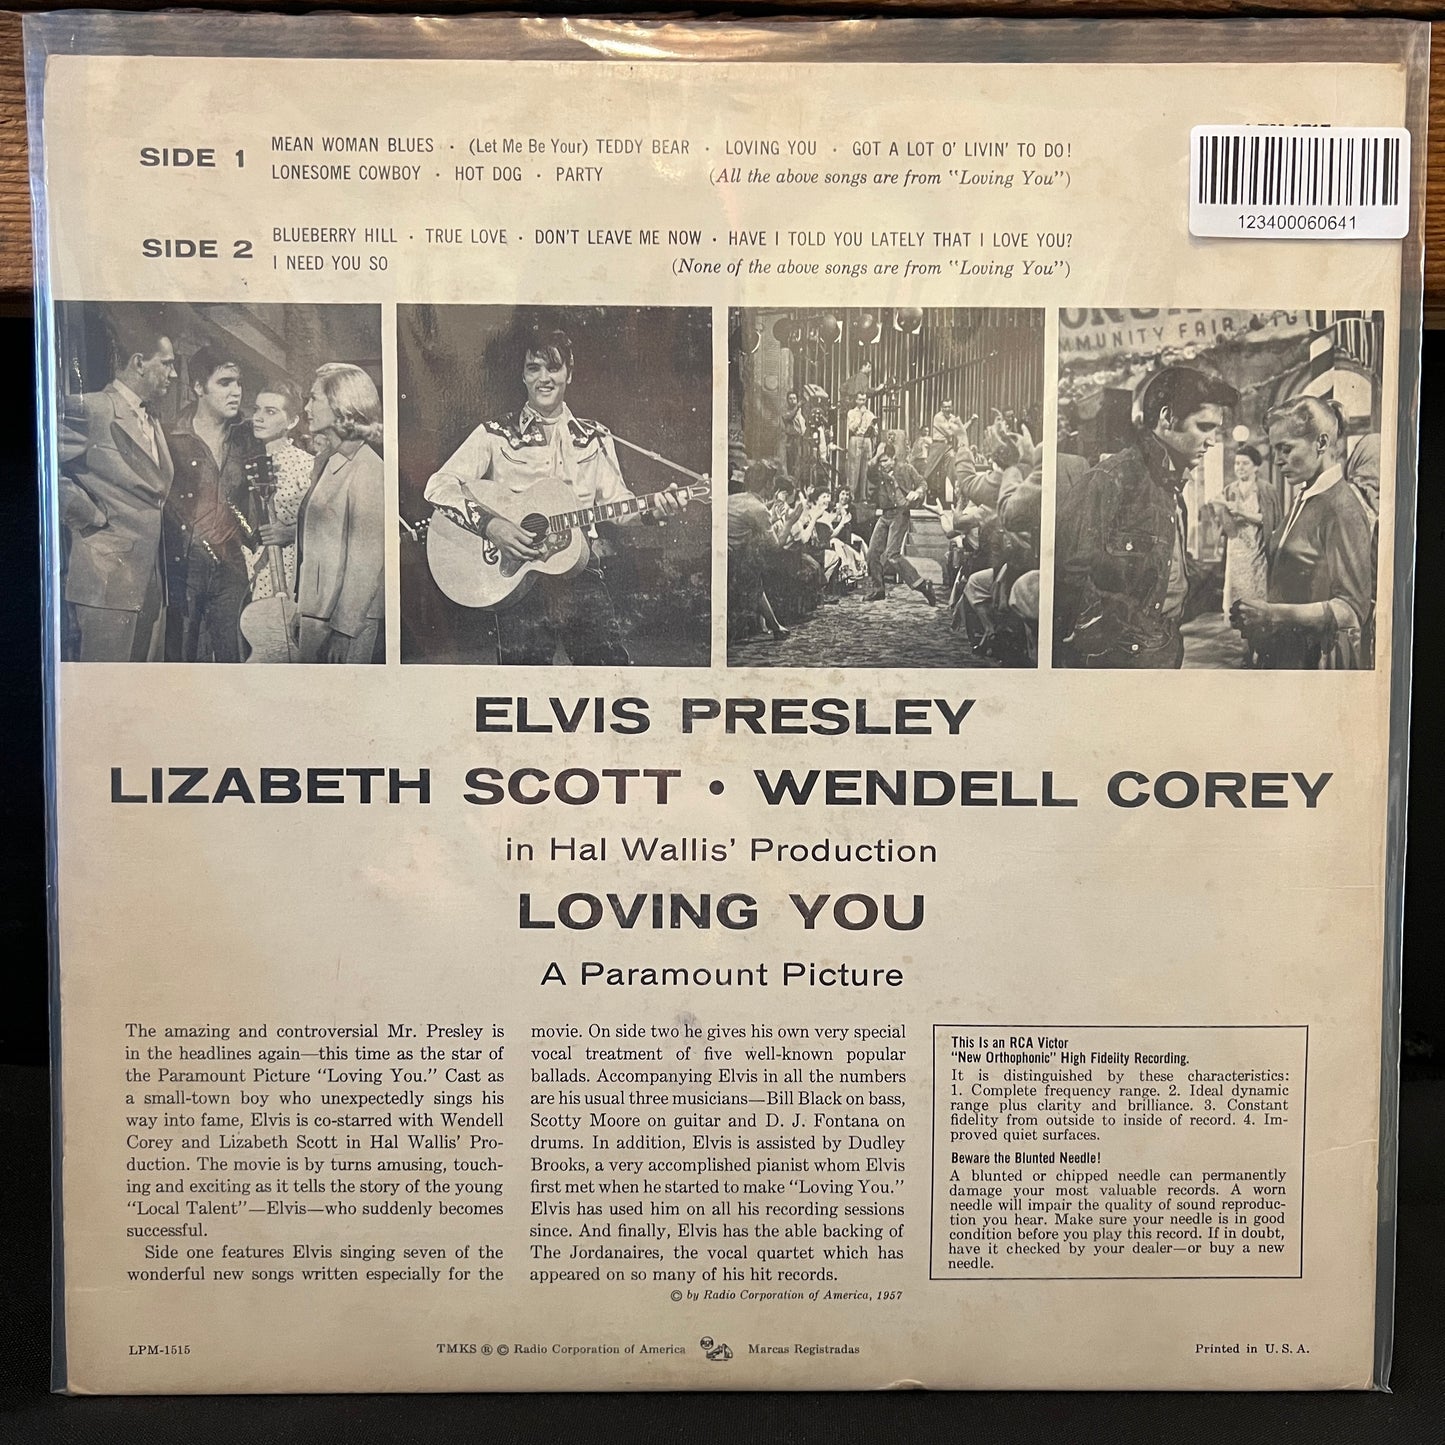 SIDE 1
MEAN WOMAN BLUES · (Let Me Be Your) TEDDY BEAR · LOVING YOU · GOT A LOT O' LIVIN' TO DO!
LONESOME COWBOY · HOT DOG · PARTY (All the above songs are from "Loving You")
123400060641
SIDE 2
BLUEBERRY HILL · TRUE LOVE · DON'T LEAVE ME NOW · HAVE I TOLD YOU LATELY THAT I LOVE YOU?
I NEED YOU SO (None of the above songs are from "Loving You")
MMUNITY FAIR
ELVIS PRESLEY
LIZABETH SCOTT • WENDELL COREY
in Hal Wallis' Production
LOVING YOU
A Paramount Picture
The amazing and controversial Mr. Presley is
in the headlines again—this time as the star of
the Paramount Picture "Loving You." Cast as
a small-town boy who unexpectedly sings his
way into fame, Elvis is co-starred with Wendell
Corey and Lizabeth Scott in Hal Wallis' Pro-
duction. The movie is by turns amusing, touch-
ing and exciting as it tells the story of the young
"Local Talent"—Elvis—who suddenly becomes
successful.
Side one features Elvis singing seven of the
wonderful new songs written especially for the
movie. On side two he gives his own very special
vocal treatment of five well-known popular
ballads. Accompanying Elvis in all the numbers
are his usual three musicians—Bill Black on bass,
Scotty Moore on guitar and D. J. Fontana on
drums. In addition, Elvis is assisted by Dudley
Brooks, a very accomplished pianist whom Elvis
first met when he started to make "Loving You."
Elvis has used him on all his recording sessions
since. And finally, Elvis has the able backing of
The Jordanaires, the vocal quartet which has
appeared on so many of his hit records.
© by Radio Corporation of America, 1957
This Is an RCA Victor
"New Orthophonic" High Fidelity Recording.
It is distinguished by these characteristics:
1. Complete frequency range. 2. Ideal dynamic
range plus clarity and brilliance. 3. Constant
fidelity from outside to inside of record. 4. Im-
proved quiet surfaces.
Beware the Blunted Needle!
A blunted or chipped needle can permanently
damage your most valuable records. A worn
needle will impair the quality of sound reproduc-
tion you hear. Make sure your needle is in good
condition before you play this record. If in doubt,
have it checked by your dealer—or buy a new
needle.
LPM-1515
TMKS ® © Radio Corporation of America Marcas Registradas
Printed in U. S. A.